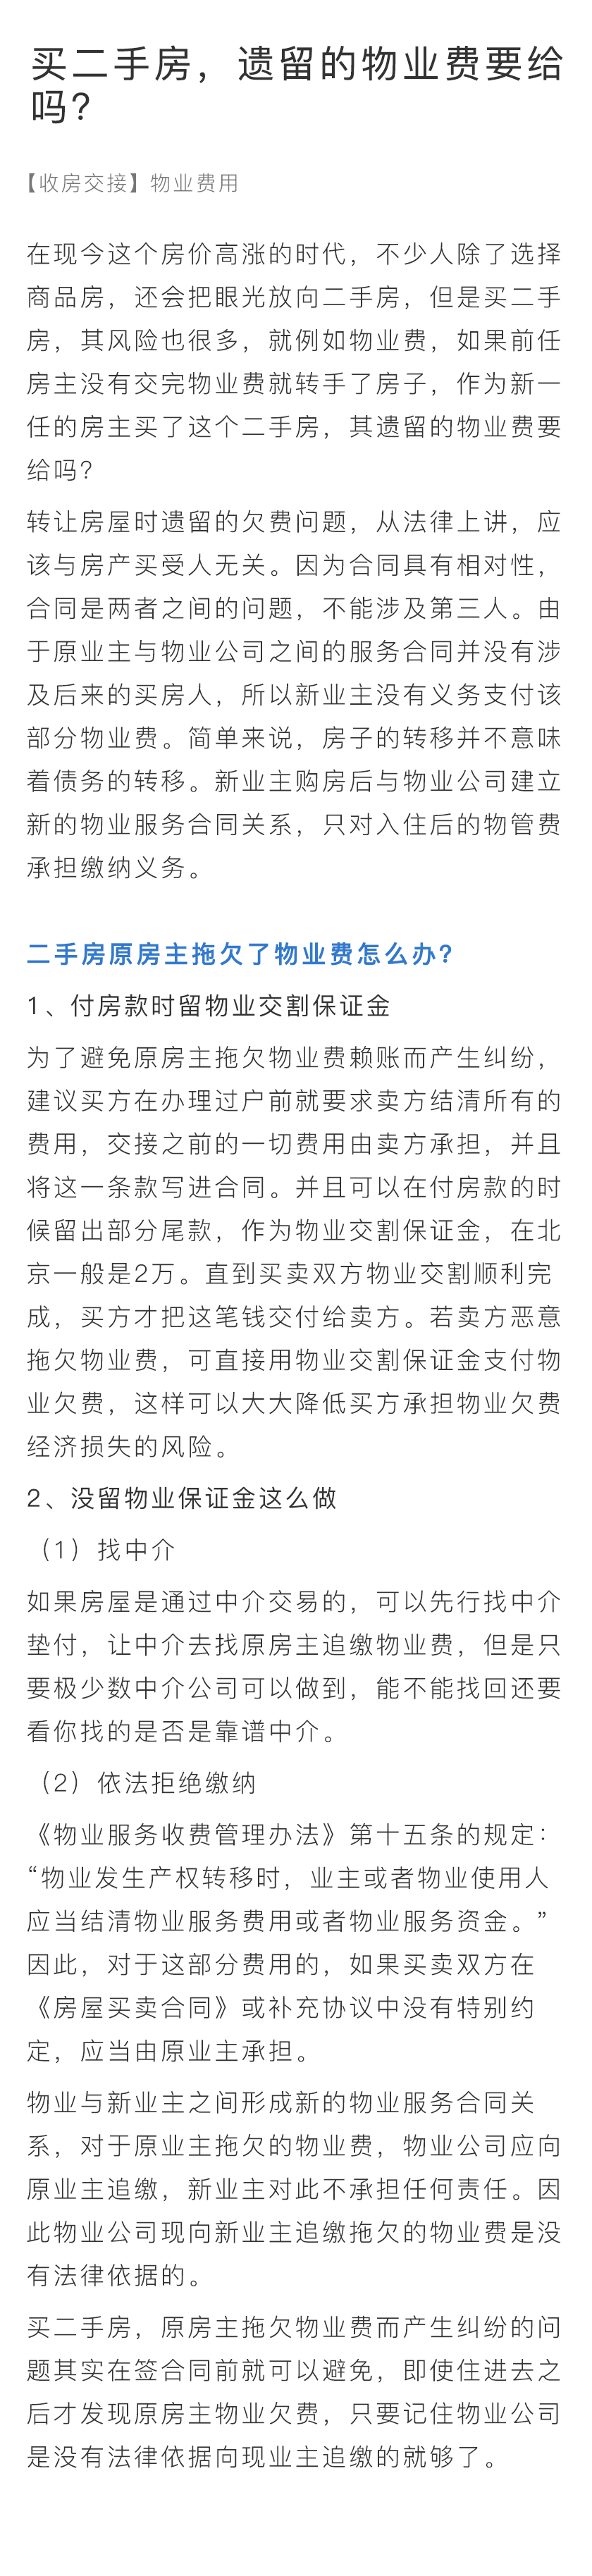 买二手房，遗留的物业费要给
吗？
【收房交接】物业费用
在现今这个房价高涨的时代，不少人除了选择
商品房，还会把眼光放向二手房，但是买二手
房，其风险也很多，就例如物业费，如果前任
房主没有交完物业费就转手了房子，作为新一
任的房主买了这个二手房，其遗留的物业费要
给吗？
转让房屋时遗留的欠费问题，从法律上讲，应
该与房产买受人无关。因为合同具有相对性，
合同是两者之间的问题，不能涉及第三人。由
于原业主与物业公司之间的服务合同并没有涉
及后来的买房人，所以新业主没有义务支付该
部分物业费。简单来说，房子的转移并不意味
着债务的转移。新业主购房后与物业公司建立
新的物业服务合同关系，只对入住后的物管费
承担缴纳义务。
二手房原房主拖欠了物业费怎么办？
1、付房款时留物业交割保证金
为了避免原房主拖欠物业费赖账而产生纠纷，
建议买方在办理过户前就要求卖方结清所有的
费用，交接之前的一切费用由卖方承担，并且
将这一条款写进合同。并且可以在付房款的时
候留出部分尾款，作为物业交割保证金，在北
京一般是2万。直到买卖双方物业交割顺利完
成，买方才把这笔钱交付给卖方。若卖方恶意
拖欠物业费，可直接用物业交割保证金支付物
业欠费，这样可以大大降低买方承担物业欠费
经济损失的风险。
2、没留物业保证金这么做
（1）找中介
如果房屋是通过中介交易的，可以先行找中介
垫付，让中介去找原房主追缴物业费，但是只
要极少数中介公司可以做到，能不能找回还要
看你找的是否是靠谱中介。
（2）依法拒绝缴纳
《物业服务收费管理办法》第十五条的规定：
“物业发生产权转移时，业主或者物业使用人
应当结清物业服务费用或者物业服务资金。”
因此，对于这部分费用的，如果买卖双方在
《房屋买卖合同》或补充协议中没有特别约
定，应当由原业主承担。
物业与新业主之间形成新的物业服务合同关
系，对于原业主拖欠的物业费，物业公司应向
原业主追缴，新业主对此不承担任何责任。因
此物业公司现向新业主追缴拖欠的物业费是没
有法律依据的。
买二手房，原房主拖欠物业费而产生纠纷的问
题其实在签合同前就可以避免，即使住进去之
后才发现原房主物业欠费，只要记住物业公司
是没有法律依据向现业主追缴的就够了。